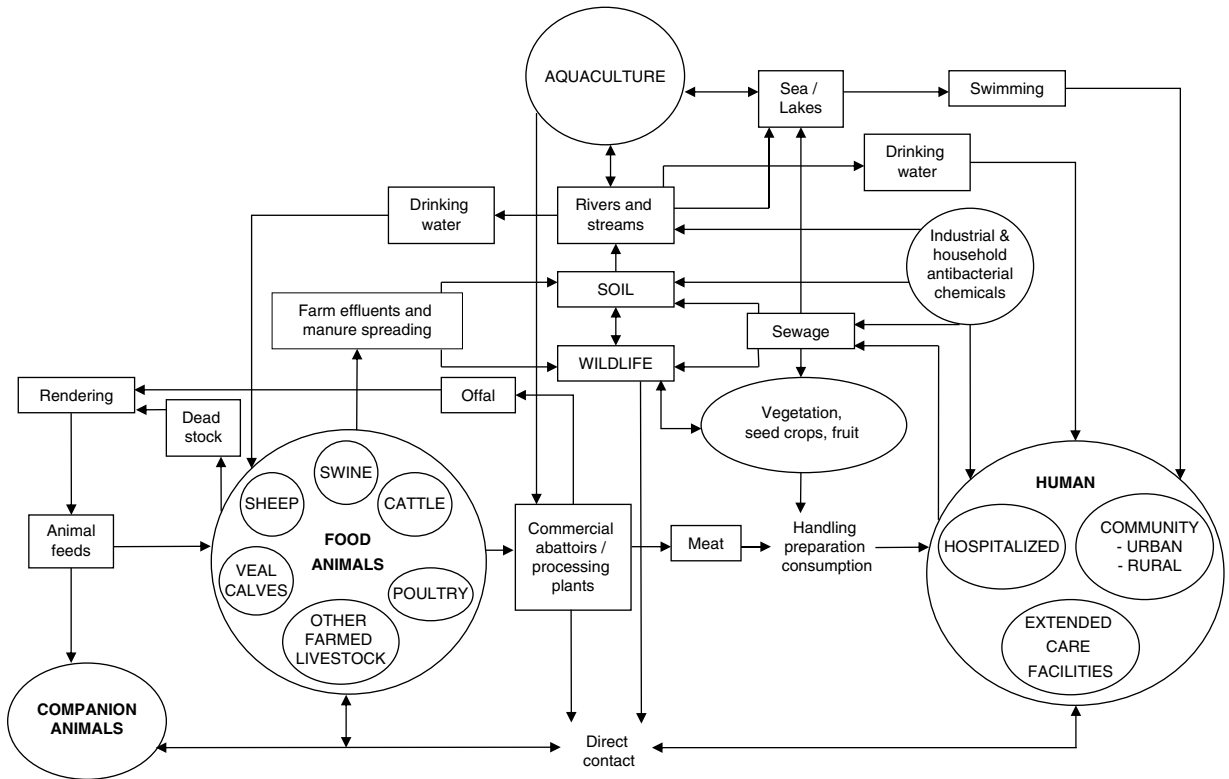 AQUACULTURE
Sea /
Lakes
Swimming
Drinking
water
Drinking
water
Rivers and
streams
Industrial &
household
antibacterial
chemicals
SOIL
Farm effluents and
manure spreading
Sewage
WILDLIFE
Rendering
Offal
Dead
stock
Vegetation,
seed crops, fruit
SWINE
SHEEP
CATTLE
FOOD
ANIMALS
VEAL
CALVES
POULTRY
OTHER
FARMED
LIVESTOCK
Animal
feeds
Commercial
abattoirs /
processing
plants
Meat
Handling
preparation
consumption
HUMAN
HOSPITALIZED
COMMUNITY
- URBAN
- RURAL
EXTENDED
CARE
FACILITIES
COMPANION
ANIMALS
Direct
contact